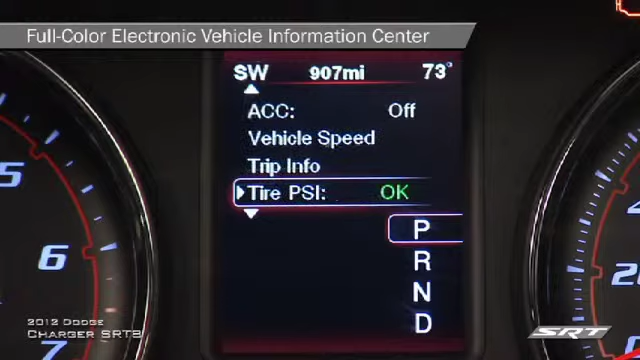 Full-Color Electronic Vehicle Information Center
SW 907mi 73°
ACC: Off
Vehicle Speed
Trip Info
Tire PSI: OK
P
R
N
D
5
6
7
2012 Dodge
Charger SRT8
SRT